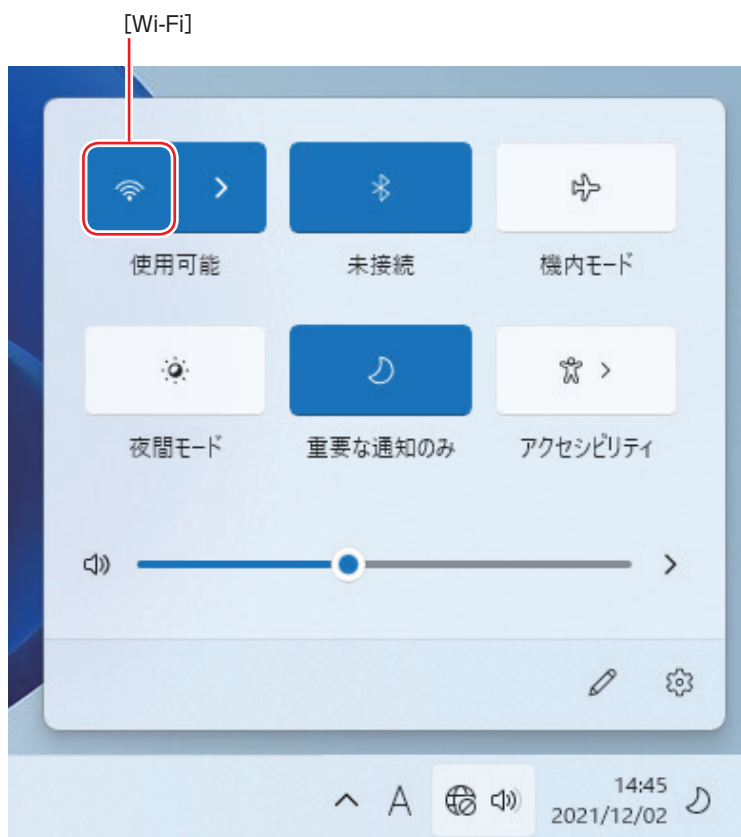 [Wi-Fi]
使用可能
未接続
機内モード
夜間モード
重要な通知のみ
アクセシビリティ
A
14:45
2021/12/02